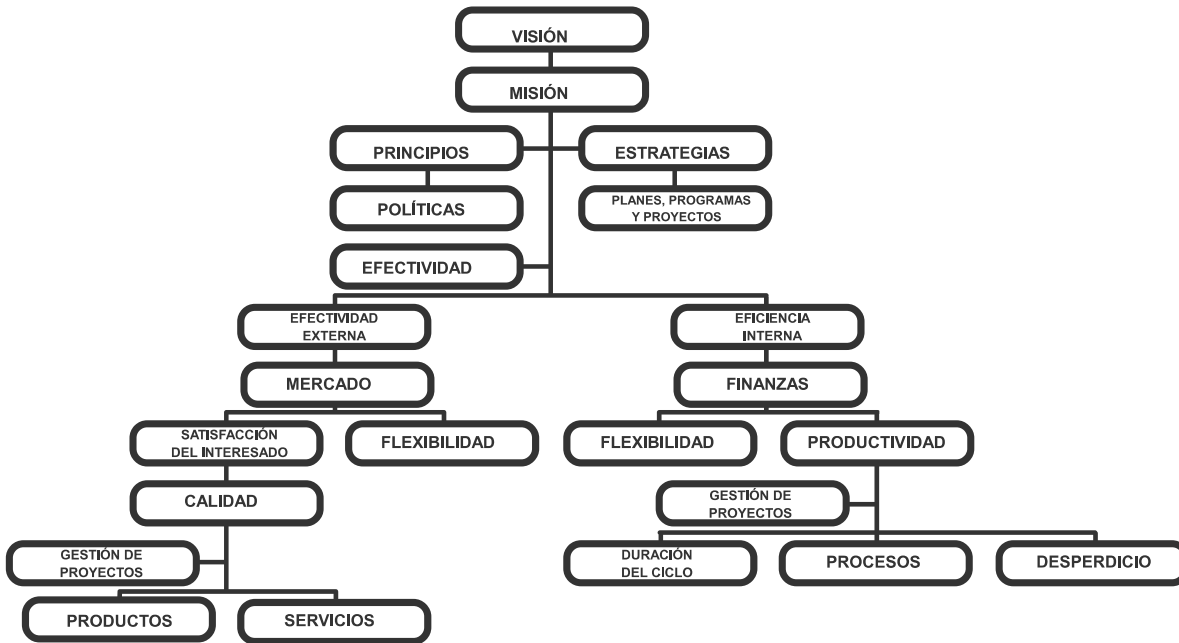 VISIÓN
MISIÓN
PRINCIPIOS
ESTRATEGIAS
POLÍTICAS
PLANES, PROGRAMAS
Y PROYECTOS
EFECTIVIDAD
EFECTIVIDAD
EXTERNA
EFICIENCIA
INTERNA
MERCADO
FINANZAS
SATISFACCIÓN
DEL INTERESADO
FLEXIBILIDAD
FLEXIBILIDAD
PRODUCTIVIDAD
CALIDAD
GESTIÓN DE
PROYECTOS
GESTIÓN DE
PROYECTOS
DURACIÓN
DEL CICLO
PROCESOS
DESPERDICIO
PRODUCTOS
SERVICIOS